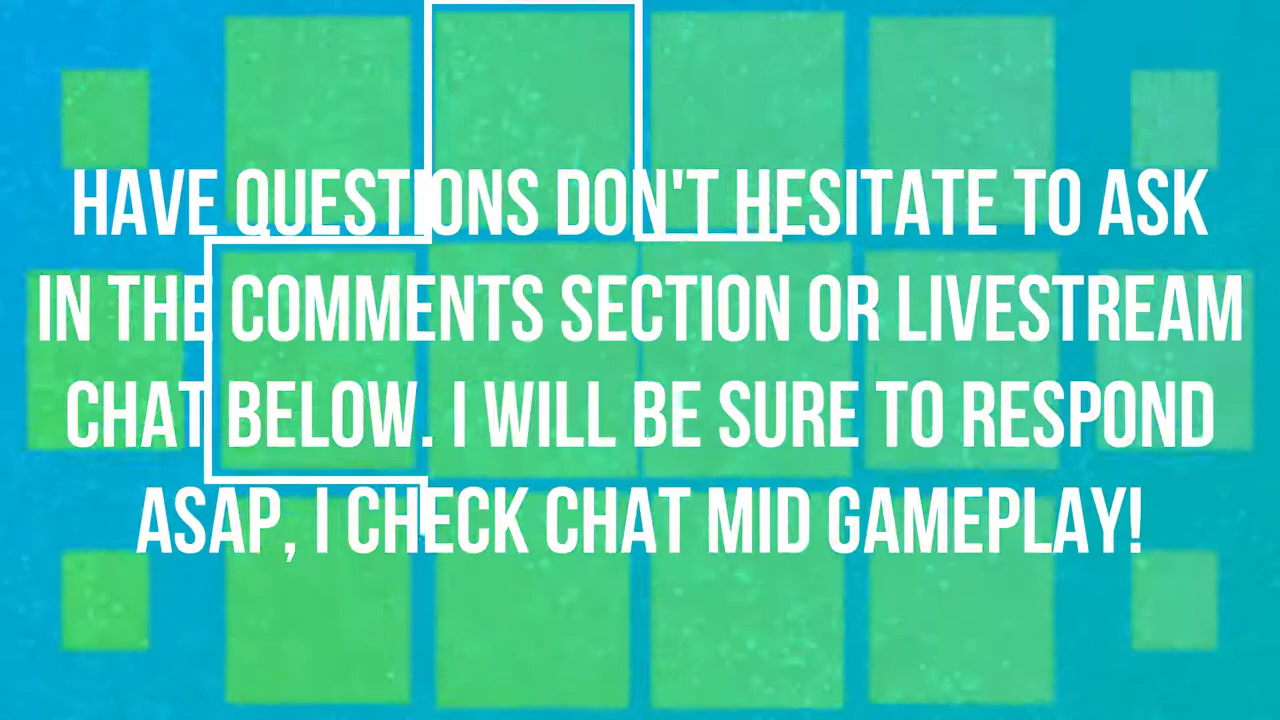 HAVE QUESTIONS DON'T HESITATE TO ASK
IN THE COMMENTS SECTION OR LIVESTREAM
CHAT BELOW. I WILL BE SURE TO RESPOND
ASAP, I CHECK CHAT MID GAMEPLAY!